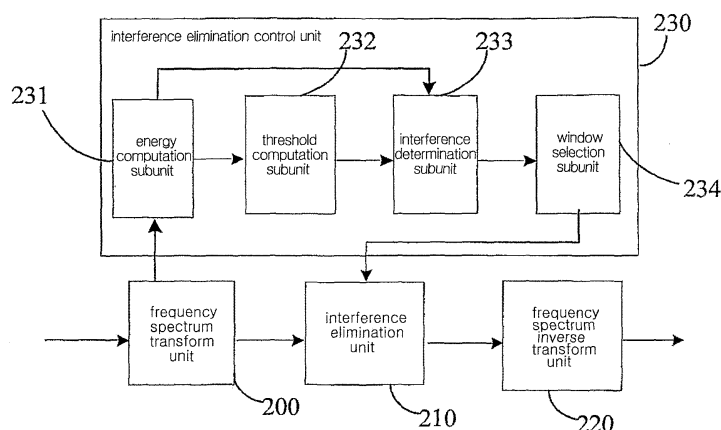 interference elimination control unit
230
232
233
231
energy
computation
subunit
threshold
computation
subunit
interference
determination
subunit
window
selection
subunit
234
frequency
spectrum
transform
unit
interference
elimination
unit
frequency
spectrum
inverse
transform
unit
200
210
220